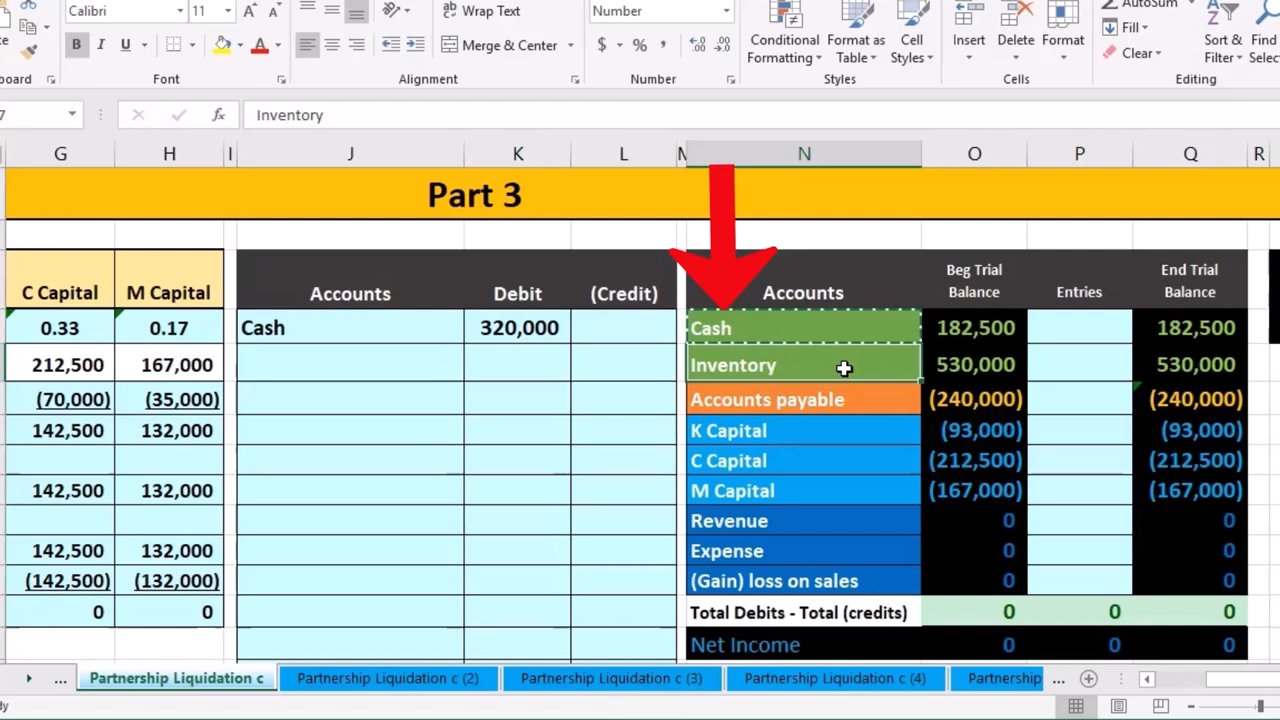 Calibri 11 Wrap Text Number AutoSum
B I U Merge & Center $ % Conditional Formatting Format as Table Cell Styles Insert Delete Format Fill Clear Sort & Filter Find
Font Alignment Number Styles Cells Editing
fx Inventory
G H I J K L M N O P Q R
Part 3
C Capital M Capital Accounts Debit (Credit) Accounts Beg Trial Balance Entries End Trial Balance
0.33 0.17 Cash 320,000 Cash 182,500 182,500
212,500 167,000 Inventory 530,000 530,000
(70,000) (35,000) Accounts payable (240,000) (240,000)
142,500 132,000 K Capital (93,000) (93,000)
C Capital (212,500) (212,500)
142,500 132,000 M Capital (167,000) (167,000)
Revenue 0 0
142,500 132,000 Expense 0 0
(142,500) (132,000) (Gain) loss on sales 0 0
0 0 Total Debits - Total (credits) 0 0 0
Net Income 0 0 0
... Partnership Liquidation c Partnership Liquidation c (2) Partnership Liquidation c (3) Partnership Liquidation c (4) Partnership ...